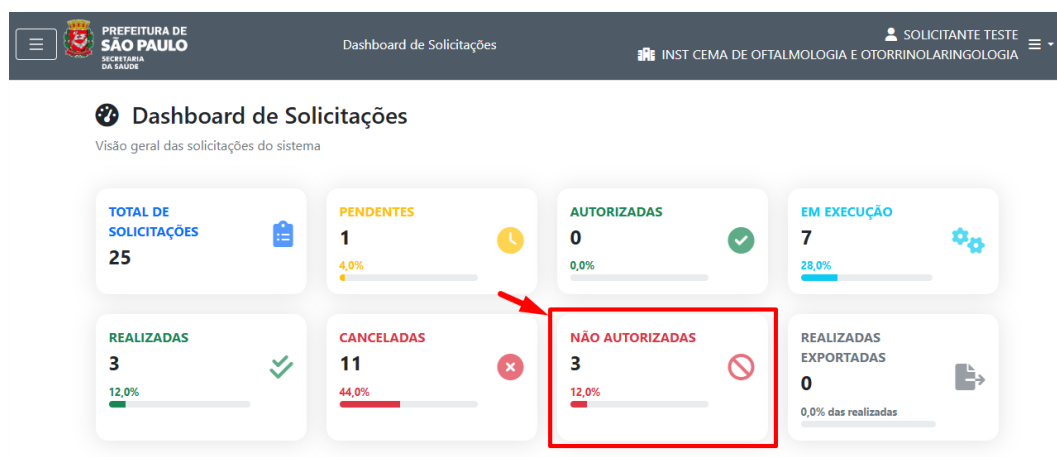 PREFEITURA DE
SÃO PAULO
SECRETARIA
DA SAÚDE
Dashboard de Solicitações
SOLICITANTE TESTE
INST CEMA DE OFTALMOLOGIA E OTORRINOLARINGOLOGIA
Dashboard de Solicitações
Visão geral das solicitações do sistema
TOTAL DE
SOLICITAÇÕES
25
PENDENTES
1
4,0%
AUTORIZADAS
0
0,0%
EM EXECUÇÃO
7
28,0%
REALIZADAS
3
12,0%
CANCELADAS
11
44,0%
NÃO AUTORIZADAS
3
12,0%
REALIZADAS
EXPORTADAS
0
0,0% das realizadas